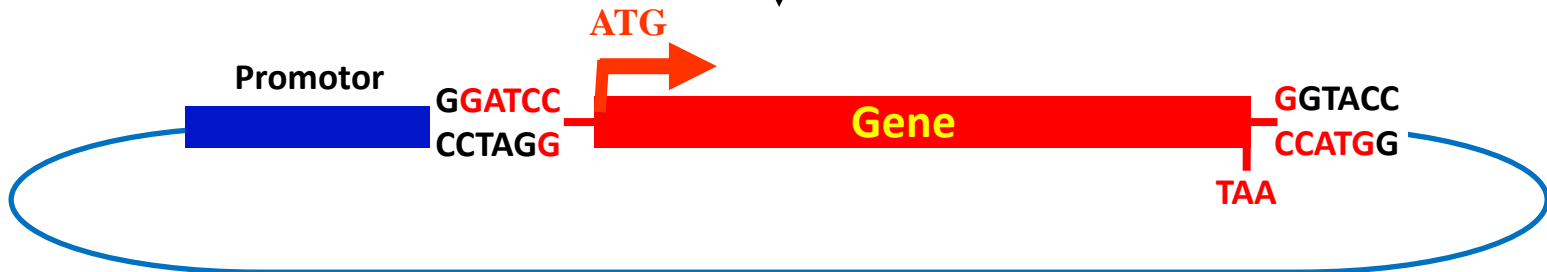 ATG
Promotor
GGATCC
CCTAGG
Gene
GGTACC
CCATGG
TAA